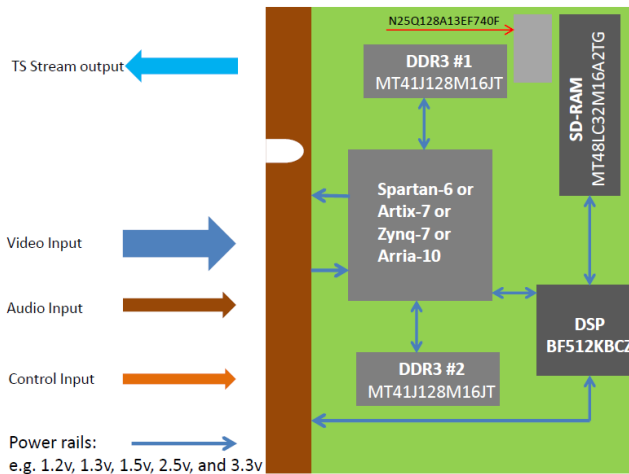 N25Q128A13EF740F
TS Stream output
DDR3 #1
MT41J128M16JT
SD-RAM
MT48LC32M16A2TG
Spartan-6 or
Artix-7 or
Zynq-7 or
Arria-10
Video Input
Audio Input
DSP
BF512KBCZ
DDR3 #2
MT41J128M16JT
Control Input
Power rails:
e.g. 1.2v, 1.3v, 1.5v, 2.5v, and 3.3v